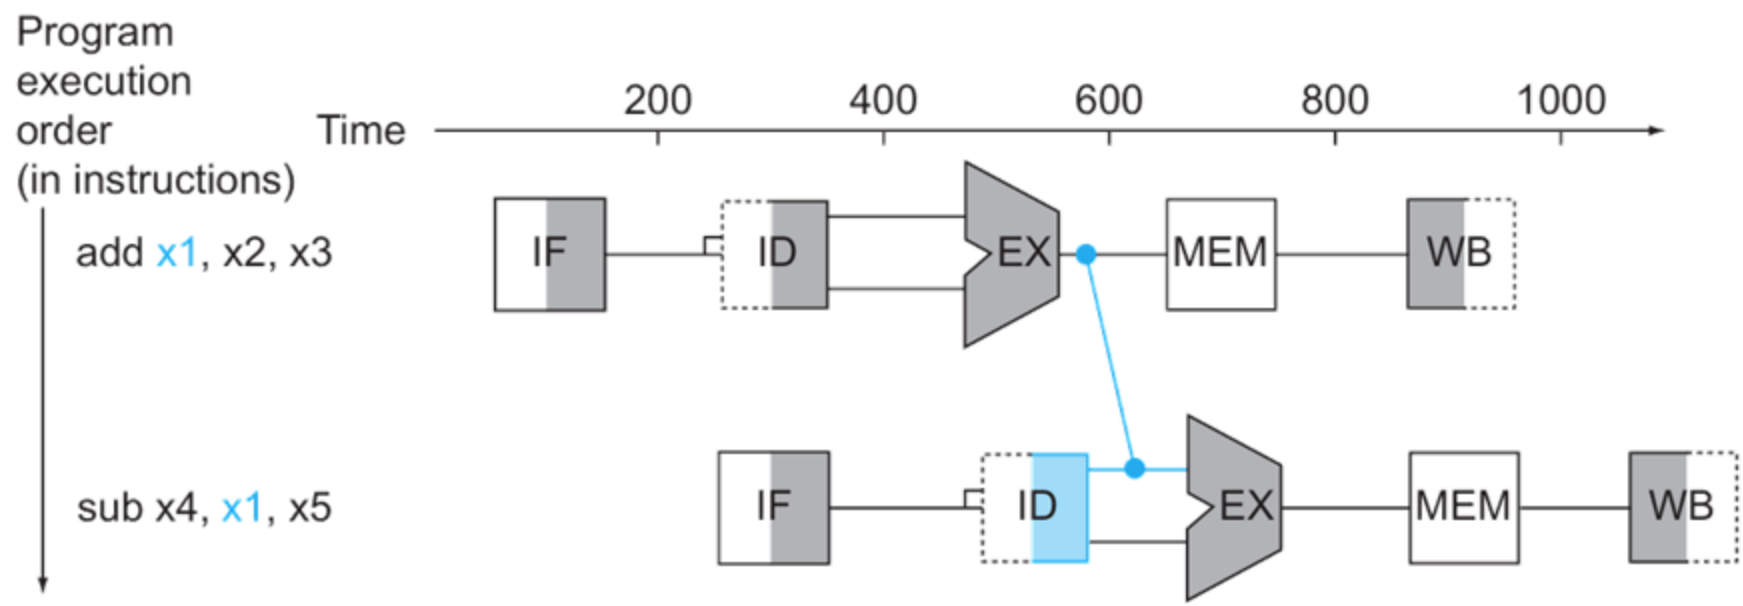 Program
execution
order
(in instructions)
Time
200 400 600 800 1000
add x1, x2, x3
IF ID EX MEM WB
sub x4, x1, x5
IF ID EX MEM WB